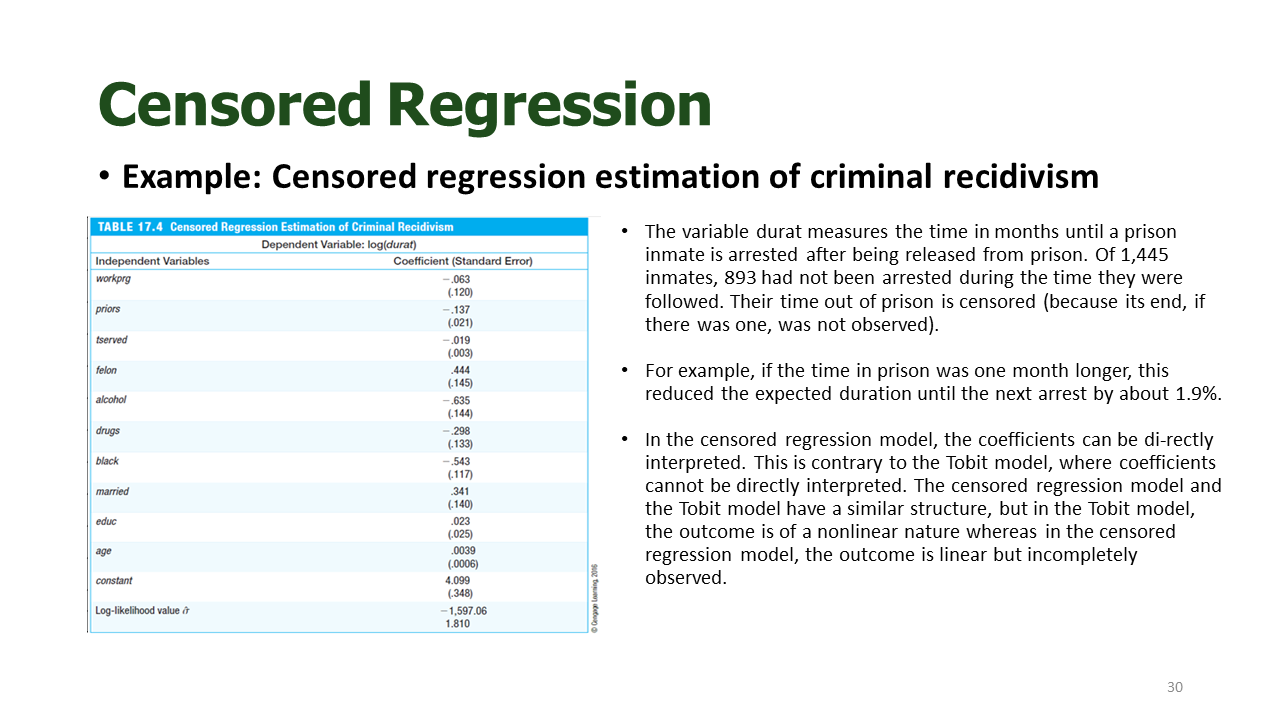 Censored Regression
• Example: Censored regression estimation of criminal recidivism
TABLE 17.4 Censored Regression Estimation of Criminal Recidivism
Dependent Variable: log(durat)
Independent Variables Coefficient (Standard Error)
workprg −.063
(.120)
priors −.137
(.021)
tserved −.019
(.003)
felon .444
(.145)
alcohol −.635
(.144)
drugs −.298
(.133)
black −.543
(.117)
married .341
(.140)
educ .023
(.025)
age .0039
(.0006)
constant 4.099
(.348)
Log-likelihood value σ̂ −1,597.06
1.810
© Cengage Learning, 2016
• The variable durat measures the time in months until a prison
inmate is arrested after being released from prison. Of 1,445
inmates, 893 had not been arrested during the time they were
followed. Their time out of prison is censored (because its end, if
there was one, was not observed).
• For example, if the time in prison was one month longer, this
reduced the expected duration until the next arrest by about 1.9%.
• In the censored regression model, the coefficients can be di-rectly
interpreted. This is contrary to the Tobit model, where coefficients
cannot be directly interpreted. The censored regression model and
the Tobit model have a similar structure, but in the Tobit model,
the outcome is of a nonlinear nature whereas in the censored
regression model, the outcome is linear but incompletely
observed.
30